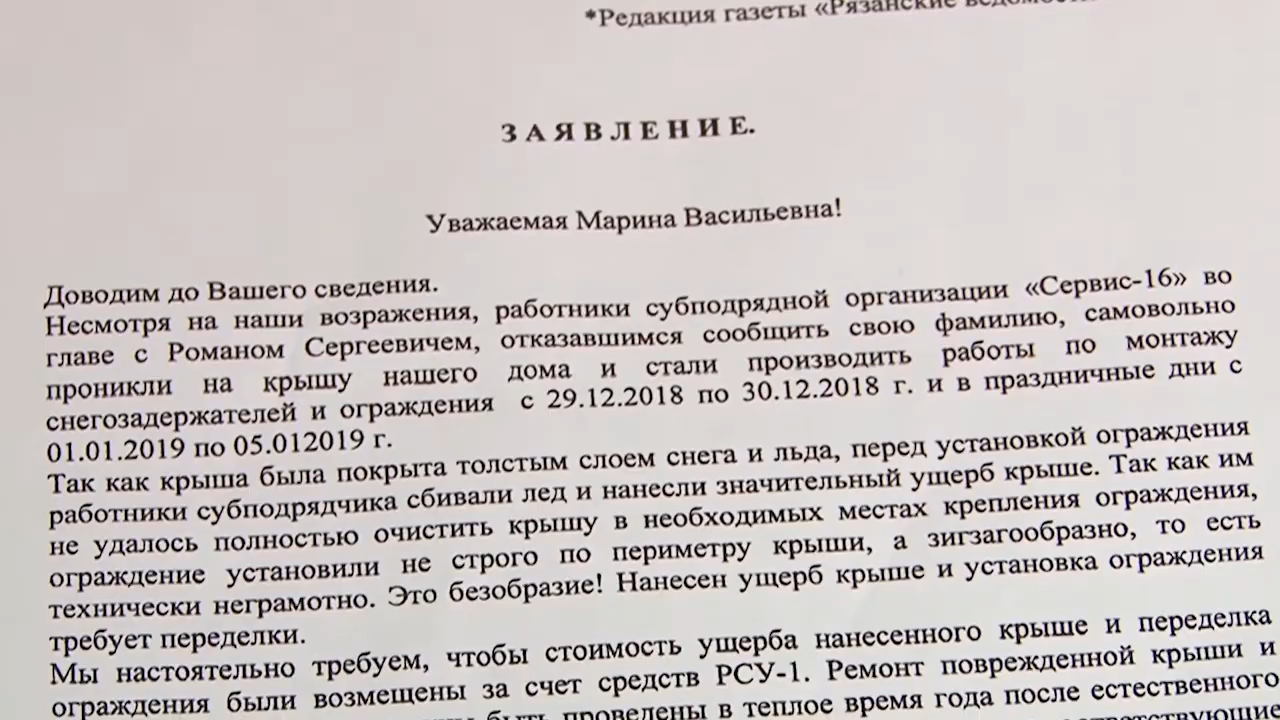 *Редакция газеты «Рязанские ведомости
З А Я В Л Е Н И Е.
Уважаемая Марина Васильевна!
Доводим до Вашего сведения.
Несмотря на наши возражения, работники субподрядной организации «Сервис-16» во
главе с Романом Сергеевичем, отказавшимся сообщить свою фамилию, самовольно
проникли на крышу нашего дома и стали производить работы по монтажу
снегозадержателей и ограждения с 29.12.2018 по 30.12.2018 г. и в праздничные дни с
01.01.2019 по 05.012019 г.
Так как крыша была покрыта толстым слоем снега и льда, перед установкой ограждения
работники субподрядчика сбивали лед и нанесли значительный ущерб крыше. Так как им
не удалось полностью очистить крышу в необходимых местах крепления ограждения,
ограждение установили не строго по периметру крыши, а зигзагообразно, то есть
технически неграмотно. Это безобразие! Нанесен ущерб крыше и установка ограждения
требует переделки.
Мы настоятельно требуем, чтобы стоимость ущерба нанесенного крыше и переделка
ограждения были возмещены за счет средств РСУ-1. Ремонт поврежденной крыши и
быть проведены в теплое время года после естественного